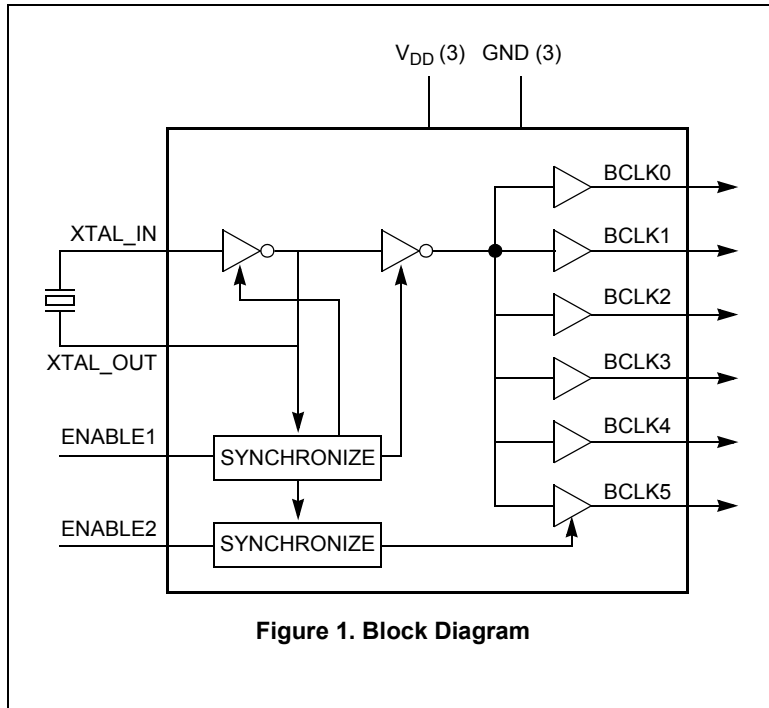 VDD (3) GND (3)
BCLK0
XTAL_IN
BCLK1
BCLK2
XTAL_OUT
BCLK3
ENABLE1
SYNCHRONIZE
BCLK4
BCLK5
ENABLE2
SYNCHRONIZE
Figure 1. Block Diagram